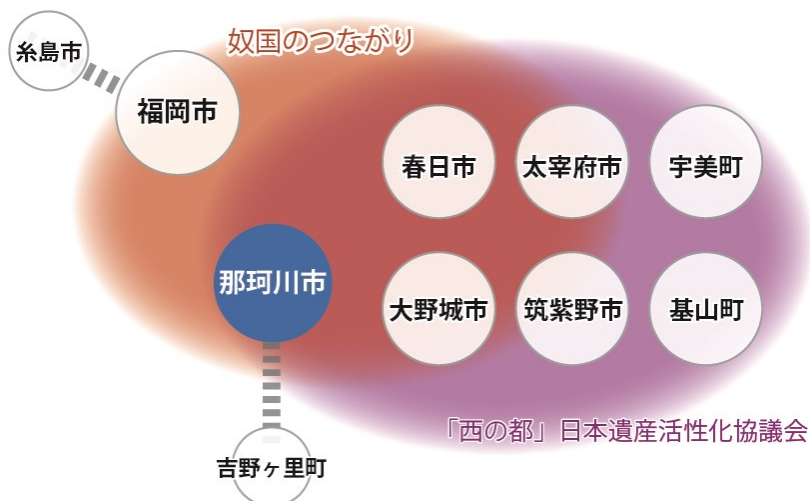 奴国のつながり
糸島市
福岡市
春日市
太宰府市
宇美町
那珂川市
大野城市
筑紫野市
基山町
「西の都」日本遺産活性化協議会
吉野ヶ里町